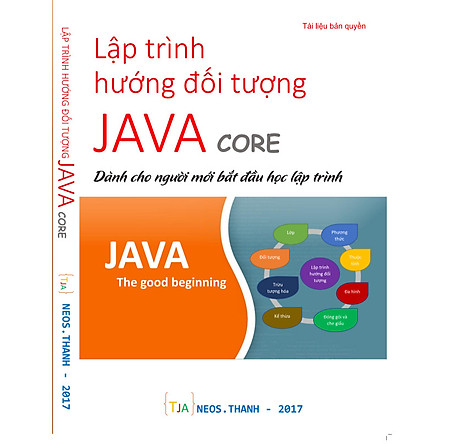 Tài liệu bản quyền
Lập trình
hướng đối tượng
JAVA CORE
Dành cho người mới bắt đầu học lập trình
JAVA
The good beginning
Lớp
Phương
thức
Thuộc
tính
Đa hình
Đóng gói và
che giấu
Kế thừa
Trừu
tượng hóa
Đối tượng
Lập trình
hướng đối
tượng
{TJA} NEOS.THANH - 2017
LẬP TRÌNH HƯỚNG ĐỐI TƯỢNG JAVA CORE
{TJA} NEOS.THANH - 2017